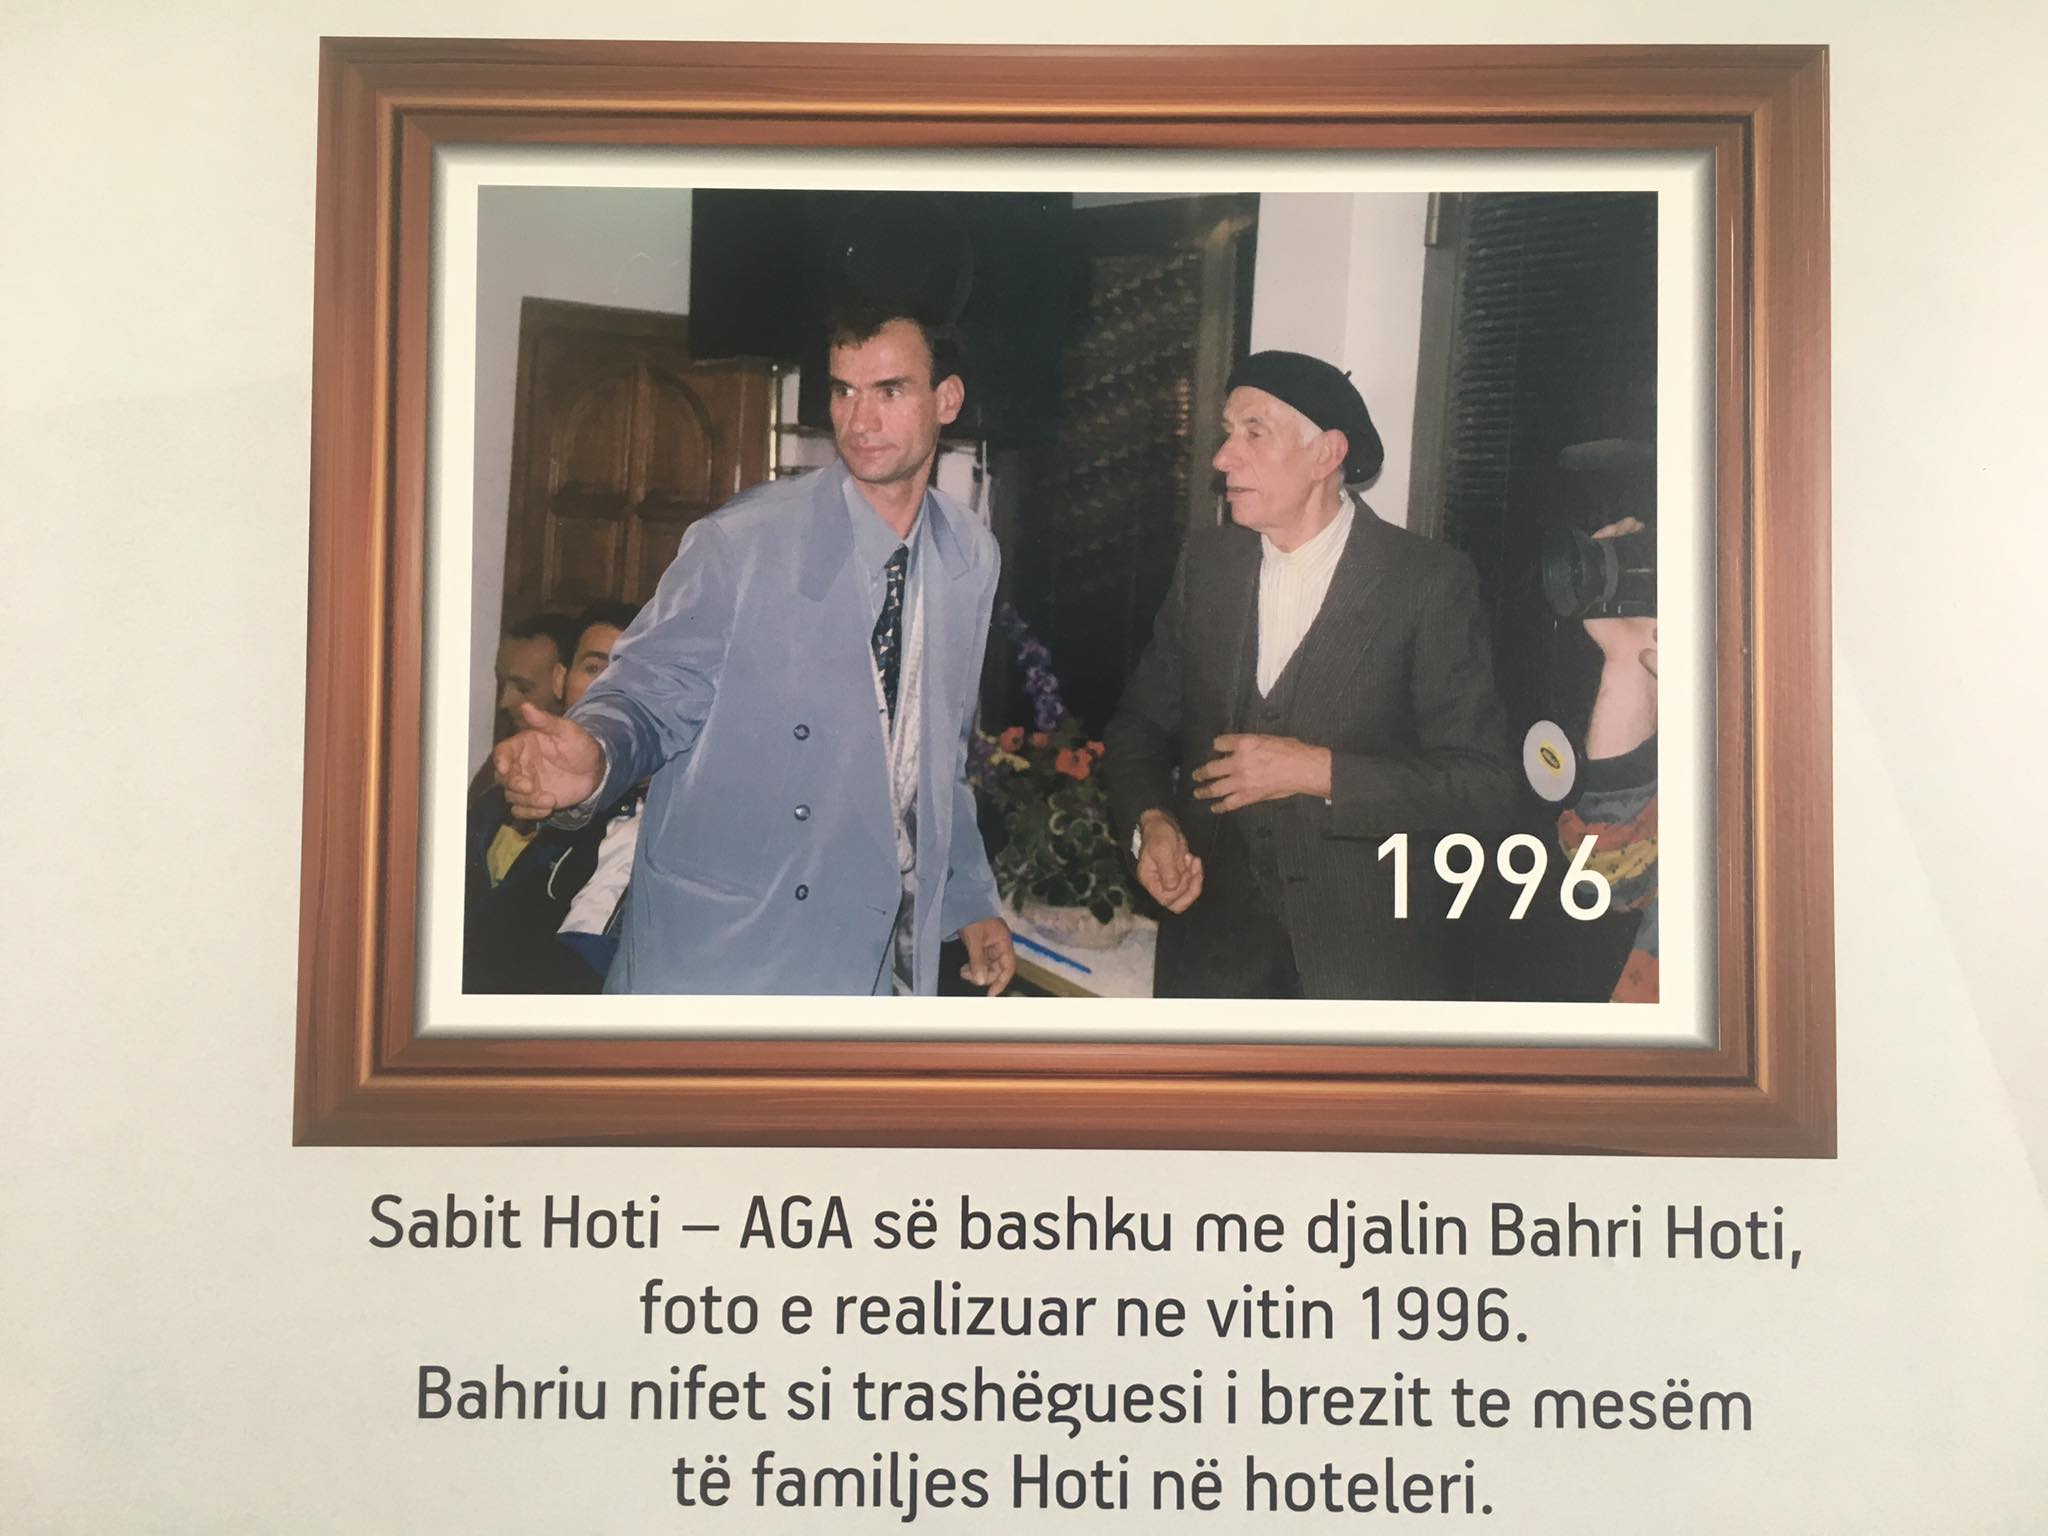 1996
Sabit Hoti – AGA së bashku me djalin Bahri Hoti,
foto e realizuar ne vitin 1996.
Bahriu nifet si trashëguesi i brezit te mesëm
të familjes Hoti në hoteleri.